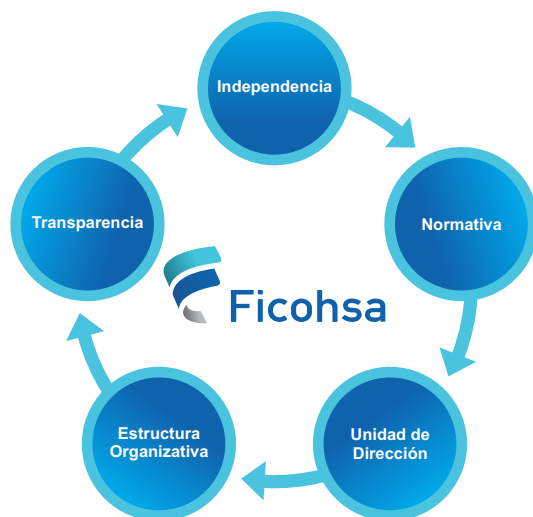 Independencia
Normativa
Unidad de
Dirección
Estructura
Organizativa
Transparencia
Ficohsa